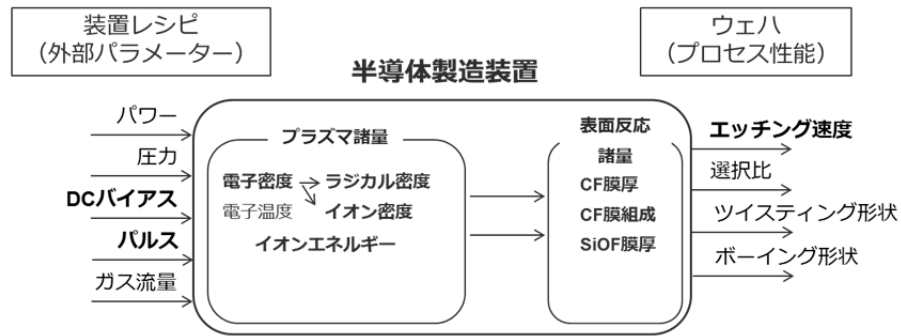 装置レシピ
（外部パラメーター）
ウェハ
（プロセス性能）
半導体製造装置
パワー
圧力
DCバイアス
パルス
ガス流量
プラズマ諸量
電子密度
ラジカル密度
電子温度
イオン密度
イオンエネルギー
表面反応
諸量
CF膜厚
CF膜組成
SiOF膜厚
エッチング速度
選択比
ツイスティング形状
ボーイング形状